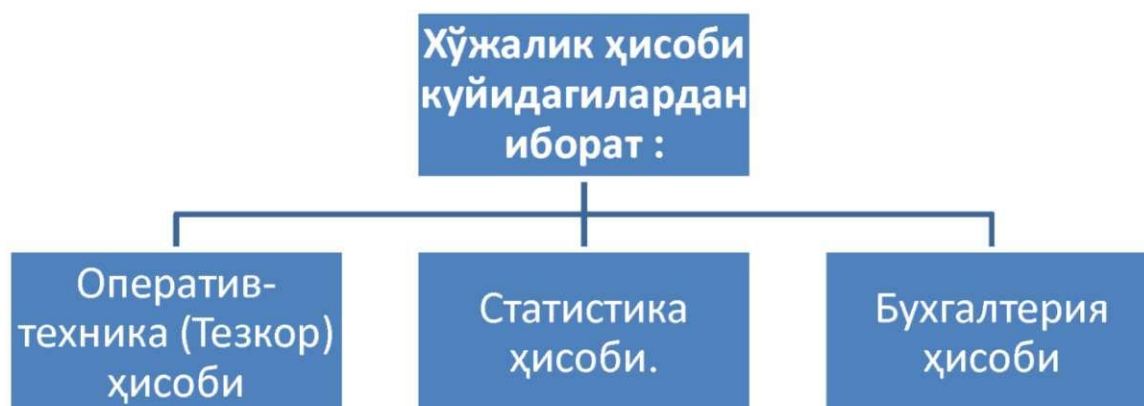 Хўжалик ҳисоби
куйидагилардан
иборат :
Оператив-
техника (Тезкор)
ҳисоби
Статистика
ҳисоби.
Бухгалтерия
ҳисоби